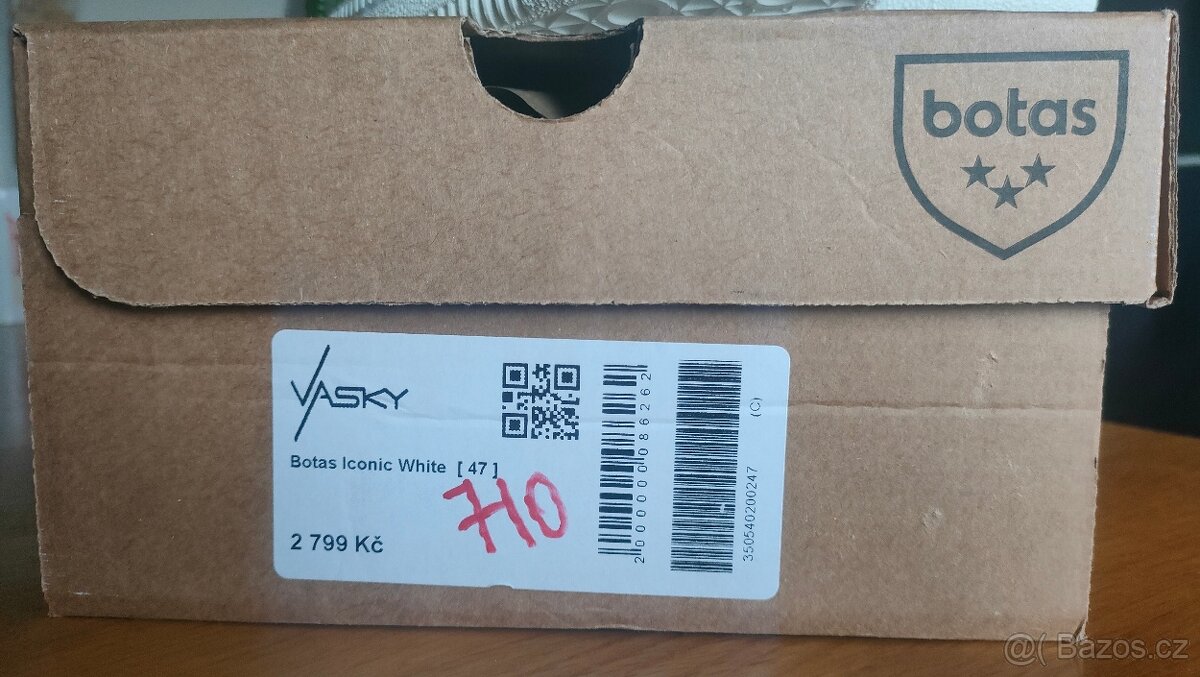 botas
VASKY
Botas Iconic White [ 47 ]
710
2 799 Kč
2000000086262
350540200247
(C)
@( Bazos.cz